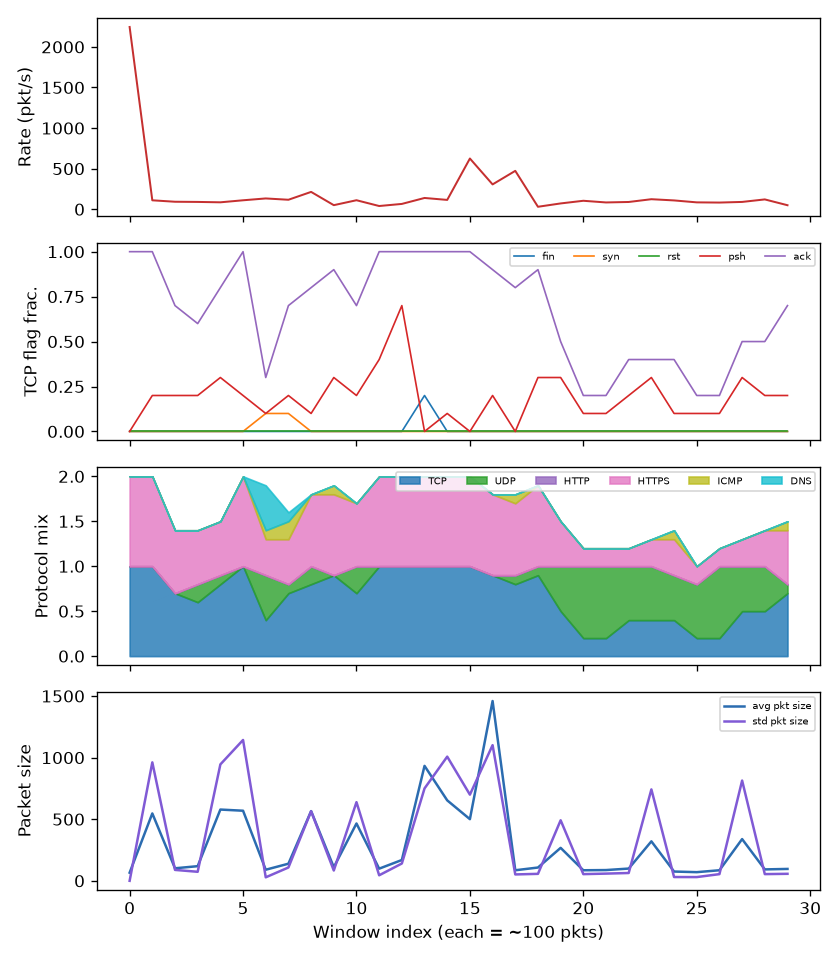 2000
1500
1000
500
0
Rate (pkt/s)
1.00
0.75
0.50
0.25
0.00
TCP flag frac.
fin syn rst psh ack
2.0
1.5
1.0
0.5
0.0
Protocol mix
TCP UDP HTTP HTTPS ICMP DNS
1500
1000
500
0
Packet size
avg pkt size
std pkt size
0 5 10 15 20 25 30
Window index (each = ~100 pkts)